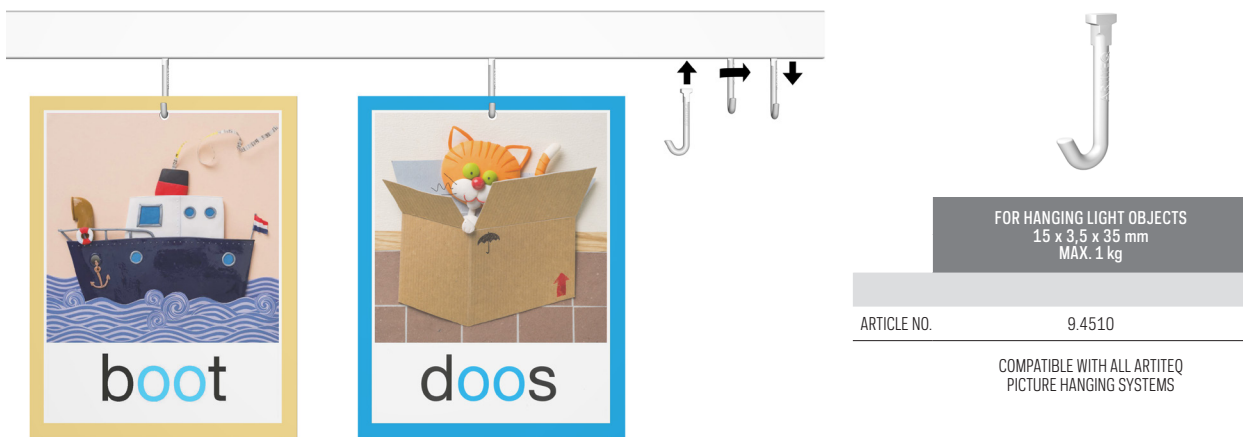 boot
doos
FOR HANGING LIGHT OBJECTS
15 x 3,5 x 35 mm
MAX. 1 kg
ARTICLE NO. 9.4510
COMPATIBLE WITH ALL ARTITEQ
PICTURE HANGING SYSTEMS